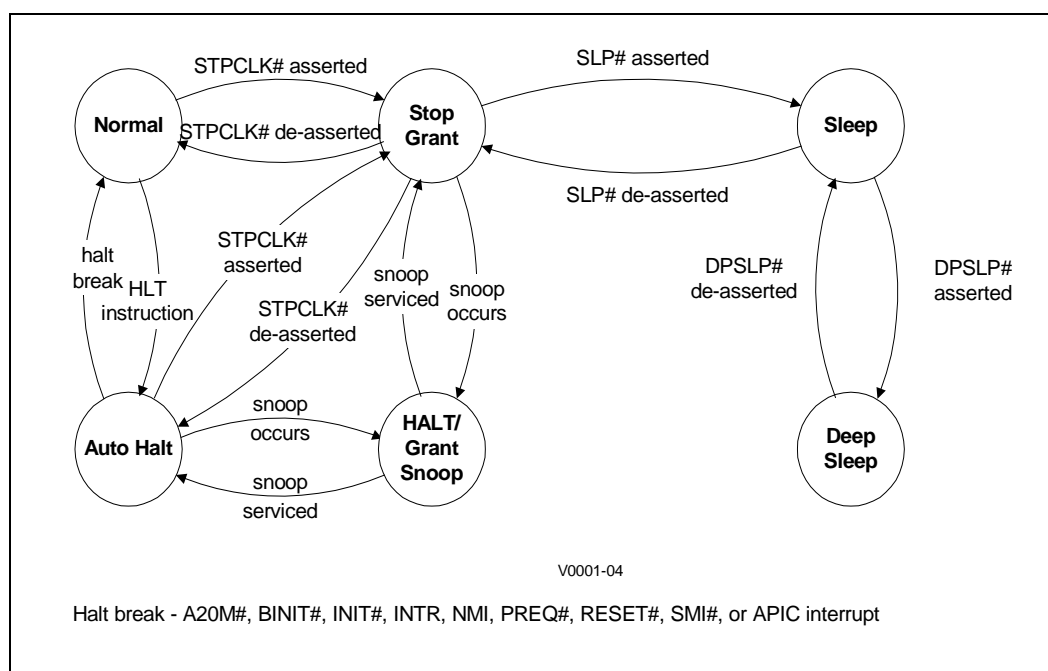 STPCLK# asserted
SLP# asserted
Normal
Stop
Grant
Sleep
STPCLK# de-asserted
SLP# de-asserted
halt
break
HLT
instruction
STPCLK#
asserted
STPCLK#
de-asserted
snoop
serviced
snoop
occurs
DPSLP#
de-asserted
DPSLP#
asserted
Auto Halt
snoop
occurs
HALT/
Grant
Snoop
Deep
Sleep
snoop
serviced
V0001-04
Halt break - A20M#, BINIT#, INIT#, INTR, NMI, PREQ#, RESET#, SMI#, or APIC interrupt